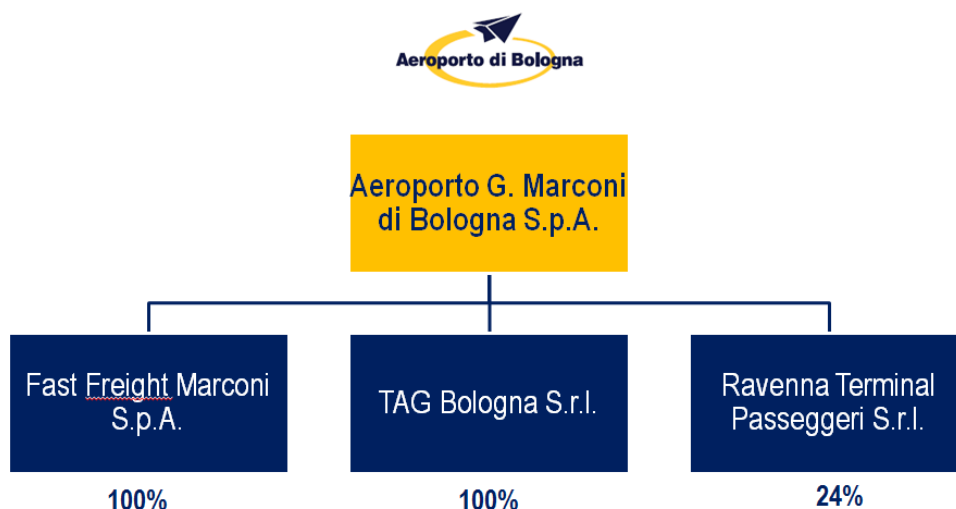 Aeroporto di Bologna
Aeroporto G. Marconi
di Bologna S.p.A.
Fast Freight Marconi
S.p.A.
TAG Bologna S.r.l.
Ravenna Terminal
Passeggeri S.r.l.
100%
100%
24%